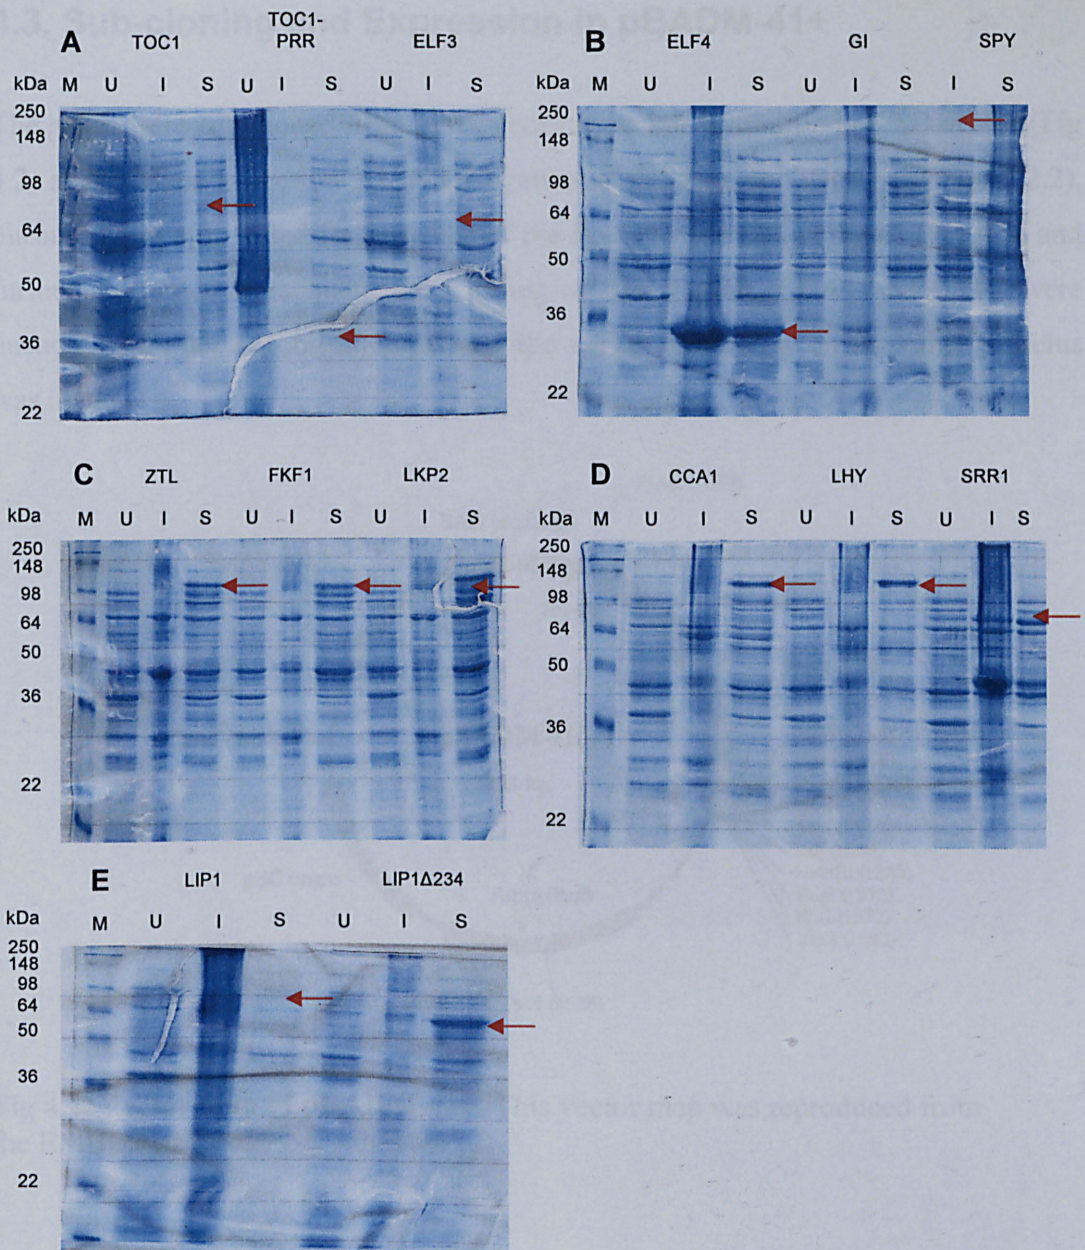 4.3. Sub-cloning and Expression in pBADM-41+
A TOC1 TOC1-PRR ELF3
kDa M U I S U I S U I S
250
148
98
64
50
36
22
B ELF4 GI SPY
kDa M U I S U I S I S
250
148
98
64
50
36
22
C ZTL FKF1 LKP2
kDa M U I S U I S U I S
250
148
98
64
50
36
22
D CCA1 LHY SRR1
kDa M U I S U I S U I S
250
148
98
64
50
36
22
E LIP1 LIP1Δ234
kDa M U I S U I S
250
148
98
64
50
36
22
This vector map was reproduced from